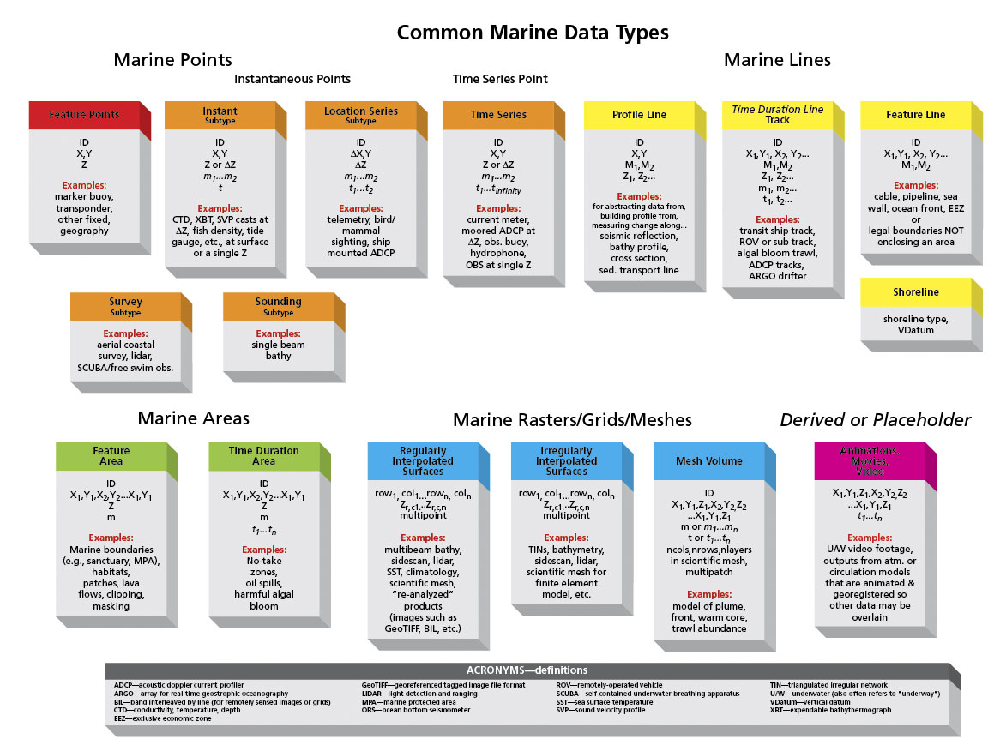 Common Marine Data Types
Marine Points
Marine Lines
Instantaneous Points
Time Series Point
Feature Points
ID
X,Y
Z
Examples:
marker buoy,
transponder,
other fixed,
geography
Instant
Subtype
ID
X,Y
Z or ΔZ
m1...m2
t
Examples:
CTD, XBT, SVP casts at
ΔZ, fish density, tide
gauge, etc., at surface
or a single Z
Location Series
Subtype
ID
ΔX,Y
ΔZ
m1...m2
t1...t2
Examples:
telemetry, bird/
mammal
sighting, ship
mounted ADCP
Time Series
ID
X,Y
Z or ΔZ
m1...m2
t1...tinfinity
Examples:
current meter,
moored ADCP at
ΔZ, obs. buoy,
hydrophone,
OBS at single Z
Profile Line
ID
X,Y
M1,M2
Z1, Z2...
Examples:
for abstracting data from,
building profile from,
measuring change along...
seismic reflection,
bathy profile,
cross section,
sed. transport line
Time Duration Line
Track
ID
X1,Y1, X2, Y2...
M1,M2
Z1, Z2...
m1, m2...
t1, t2...
Examples:
transit ship track,
ROV or sub track,
algal bloom trawl,
ADCP tracks,
ARGO drifter
Feature Line
ID
X1,Y1, X2, Y2...
M1,M2
Examples:
cable, pipeline, sea
wall, ocean front, EEZ
or
legal boundaries NOT
enclosing an area
Survey
Subtype
Examples:
aerial coastal
survey, lidar,
SCUBA/free swim obs.
Sounding
Subtype
Examples:
single beam
bathy
Shoreline
shoreline type,
VDatum
Marine Areas
Marine Rasters/Grids/Meshes
Derived or Placeholder
Feature
Area
ID
X1,Y1,X2,Y2...X1,Y1
Z
m
Examples:
Marine boundaries
(e.g., sanctuary, MPA),
habitats,
patches, lava
flows, clipping,
masking
Time Duration
Area
ID
X1,Y1,X2,Y2...X1,Y1
Z
m
t1...tn
Examples:
No-take
zones,
oil spills,
harmful algal
bloom
Regularly
Interpolated
Surfaces
row1, col1...rown, coln
Zr,c1...Zr,c,n
multipoint
Examples:
multibeam bathy,
sidescan, lidar,
SST, climatology,
scientific mesh,
“re-analyzed”
products
(images such as
GeoTIFF, BIL, etc.)
Irregularly
Interpolated
Surfaces
row1, col1...rown, coln
Zr,c1...Zr,c,n
multipoint
Examples:
TINs, bathymetry,
sidescan, lidar,
scientific mesh for
finite element
model, etc.
Mesh Volume
ID
X1,Y1,Z1,X2,Y2,Z2
...X1,Y1,Z1
m or m1...mn
t or t1...tn
ncols,nrows,nlayers
in scientific mesh,
multipatch
Examples:
model of plume,
front, warm core,
trawl abundance
Animations,
Movies,
Video
X1,Y1,Z1,X2,Y2,Z2
...X1,Y1,Z1
t1...tn
Examples:
U/W video footage,
outputs from atm. or
circulation models
that are animated &
georegistered so
other data may be
overlain
ACRONYMS—definitions
ADCP—acoustic doppler current profiler
ARGO—array for real-time geostrophic oceanography
BIL—band interleaved by line (for remotely sensed images or grids)
CTD—conductivity, temperature, depth
EEZ—exclusive economic zone
GeoTIFF—georeferenced tagged image file format
LIDAR—light detection and ranging
MPA—marine protected area
OBS—ocean bottom seismometer
ROV—remotely-operated vehicle
SCUBA—self-contained underwater breathing apparatus
SST—sea surface temperature
SVP—sound velocity profile
TIN—triangulated irregular network
U/W—underwater (also often refers to "underway")
VDatum—vertical datum
XBT—expendable bathythermograph